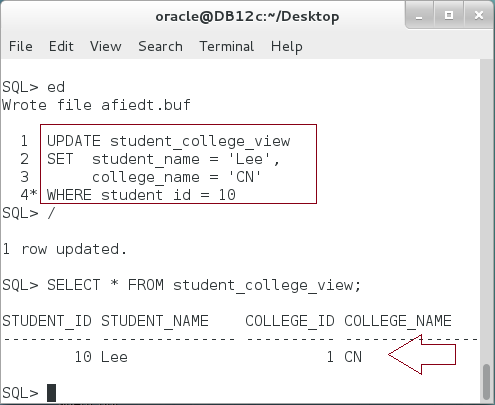 oracle@DB12c:~/Desktop
File Edit View Search Terminal Help
SQL> ed
Wrote file afiedt.buf
1 UPDATE student_college_view
2 SET student_name = 'Lee',
3 college_name = 'CN'
4* WHERE student_id = 10
SQL> /
1 row updated.
SQL> SELECT * FROM student_college_view;
STUDENT_ID STUDENT_NAME COLLEGE_ID COLLEGE_NAME
---------- --------------- ---------- ---------------
10 Lee 1 CN
SQL>